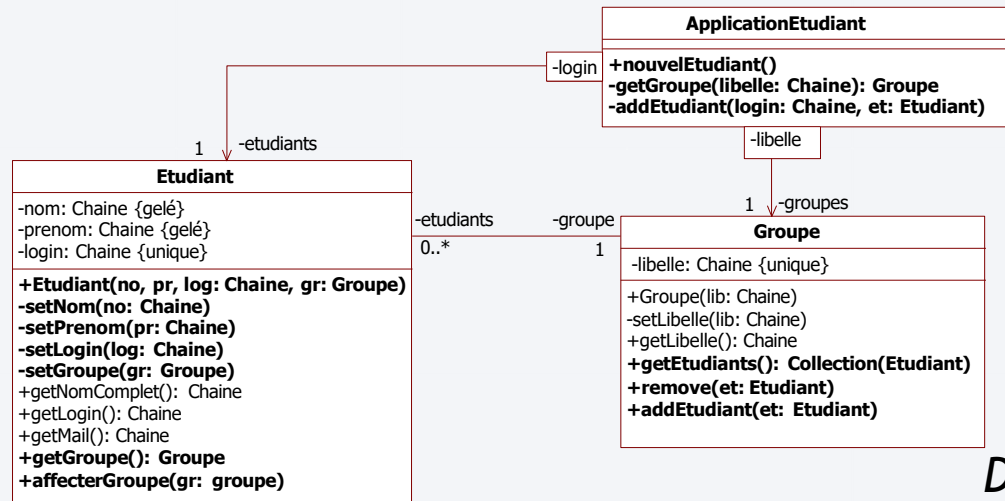 ApplicationEtudiant
+nouvelEtudiant()
-getGroupe(libelle: Chaine): Groupe
-addEtudiant(login: Chaine, et: Etudiant)
-login
-libelle
1
-etudiants
1
-groupes
Etudiant
-nom: Chaine {gelé}
-prenom: Chaine {gelé}
-login: Chaine {unique}
+Etudiant(no, pr, log: Chaine, gr: Groupe)
-setNom(no: Chaine)
-setPrenom(pr: Chaine)
-setLogin(log: Chaine)
-setGroupe(gr: Groupe)
+getNomComplet(): Chaine
+getLogin(): Chaine
+getMail(): Chaine
+getGroupe(): Groupe
+affecterGroupe(gr: groupe)
-etudiants
0..*
-groupe
1
Groupe
-libelle: Chaine {unique}
+Groupe(lib: Chaine)
-setLibelle(lib: Chaine)
+getLibelle(): Chaine
+getEtudiants(): Collection(Etudiant)
+remove(et: Etudiant)
+addEtudiant(et: Etudiant)
D